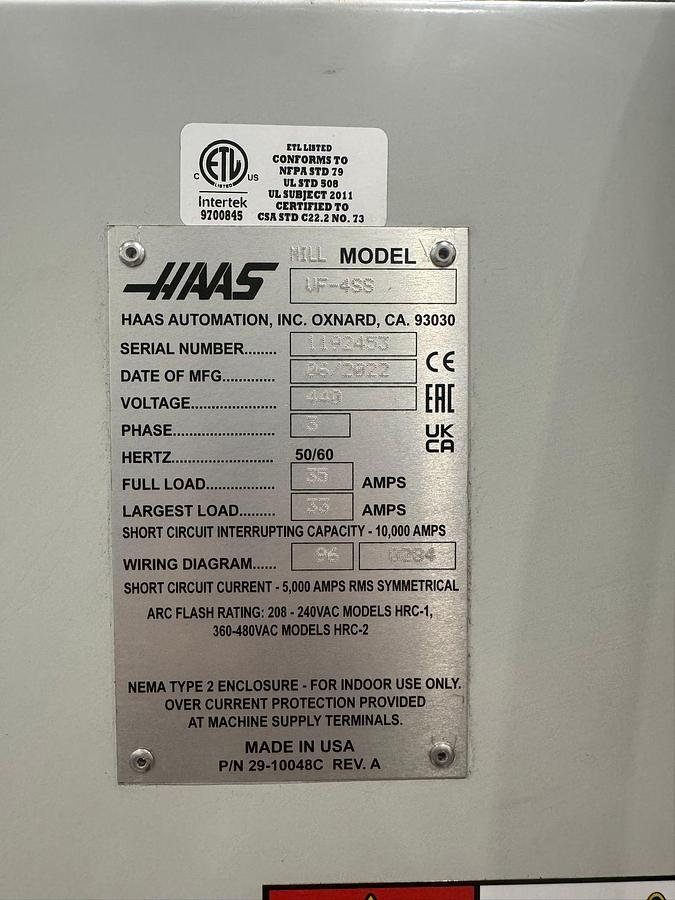 ETL LISTED
CONFORMS TO
NFPA STD 79
UL STD 508
UL SUBJECT 2011
CERTIFIED TO
CSA STD C22.2 NO. 73
C ETL US
LISTED
Intertek
9700845
MILL MODEL
HAAS VF-4SS
HAAS AUTOMATION, INC. OXNARD, CA. 93030
SERIAL NUMBER........ 1192453
DATE OF MFG............. 06/2022
VOLTAGE..................... 440
PHASE......................... 3
HERTZ......................... 50/60
FULL LOAD................. 35 AMPS
LARGEST LOAD......... 33 AMPS
CE
EAC
UK
CA
SHORT CIRCUIT INTERRUPTING CAPACITY - 10,000 AMPS
WIRING DIAGRAM...... 96 0284
SHORT CIRCUIT CURRENT - 5,000 AMPS RMS SYMMETRICAL
ARC FLASH RATING: 208 - 240VAC MODELS HRC-1,
360-480VAC MODELS HRC-2
NEMA TYPE 2 ENCLOSURE - FOR INDOOR USE ONLY.
OVER CURRENT PROTECTION PROVIDED
AT MACHINE SUPPLY TERMINALS.
MADE IN USA
P/N 29-10048C REV. A